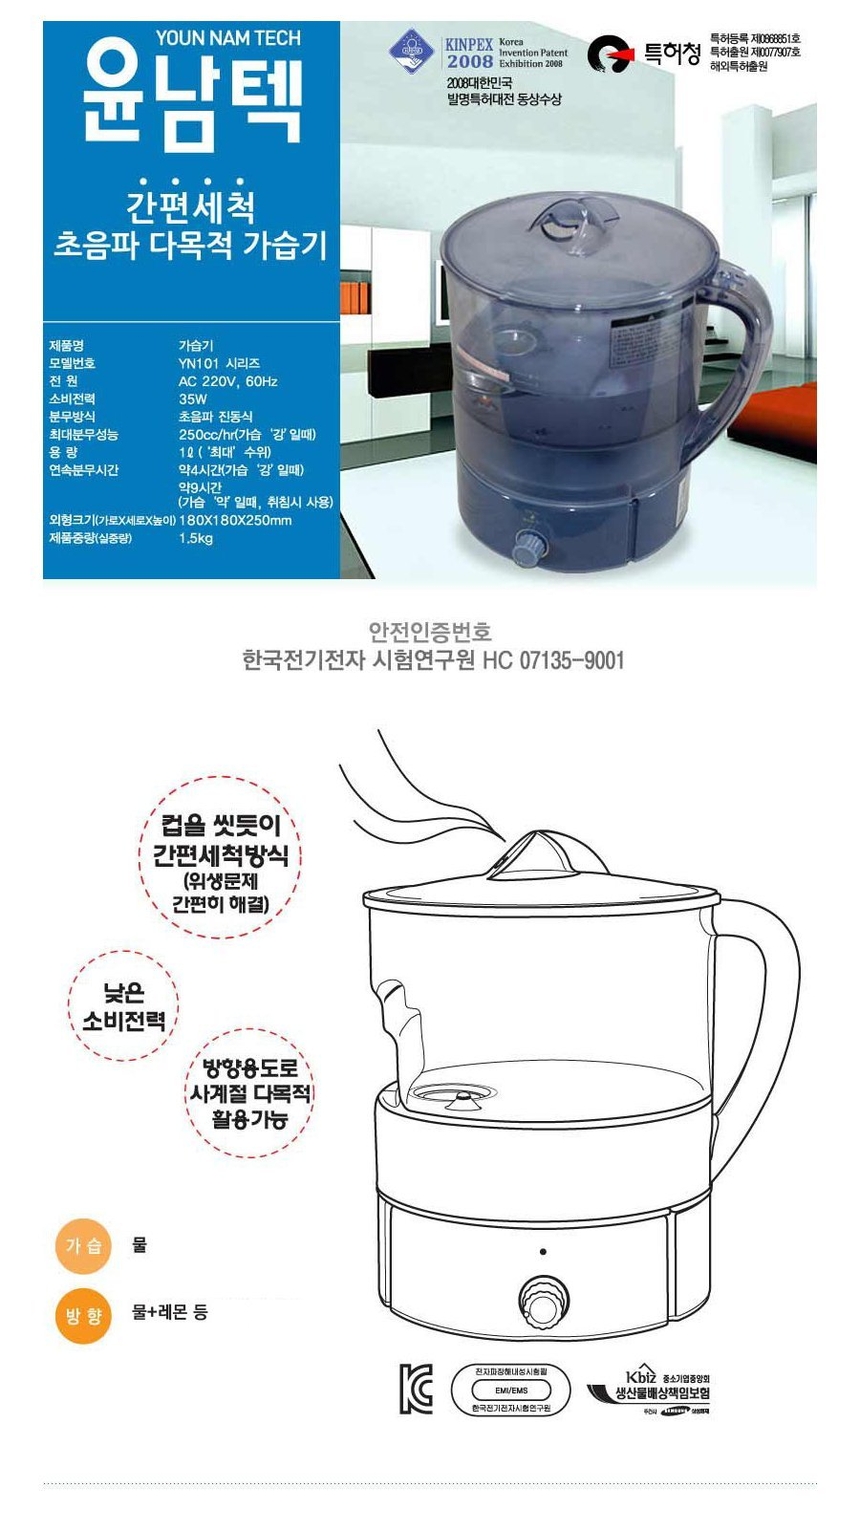 YOUN NAM TECH
윤남텍
간편세척
초음파 다목적 가습기
KINPEX
2008
Korea
Invention Patent
Exhibition 2008
2008대한민국
발명특허대전 동상수상
특허청
특허등록 제0868851호
특허출원 제0077907호
해외특허출원
제품명 가습기
모델번호 YN101 시리즈
전 원 AC 220V, 60Hz
소비전력 35W
분무방식 초음파 진동식
최대분무성능 250cc/hr(가습 '강'일때)
용 량 1ℓ ( '최대' 수위)
연속분무시간 약4시간(가습 '강'일때)
약9시간
(가습 '약'일때, 취침시 사용)
외형크기(가로X세로X높이) 180X180X250mm
제품중량(실중량) 1.5kg
안전인증번호
한국전기전자 시험연구원 HC 07135-9001
컵을 씻듯이
간편세척방식
(위생문제
간편히 해결)
낮은
소비전력
방향용도로
사계절 다목적
활용가능
가 습 물
방 향 물+레몬 등
전자파장해내성시험필
EMI/EMS
한국전기전자시험연구원
Kbiz 중소기업중앙회
생산물배상책임보험